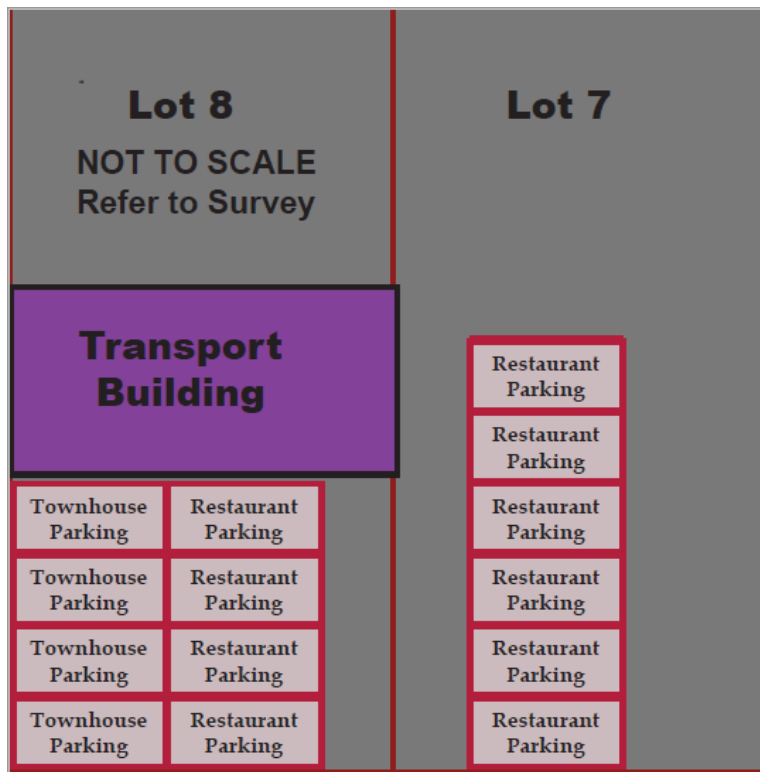 Lot 8
NOT TO SCALE
Refer to Survey
Lot 7
Transport
Building
Restaurant
Parking
Restaurant
Parking
Townhouse
Parking
Restaurant
Parking
Restaurant
Parking
Townhouse
Parking
Restaurant
Parking
Restaurant
Parking
Townhouse
Parking
Restaurant
Parking
Restaurant
Parking
Townhouse
Parking
Restaurant
Parking
Restaurant
Parking